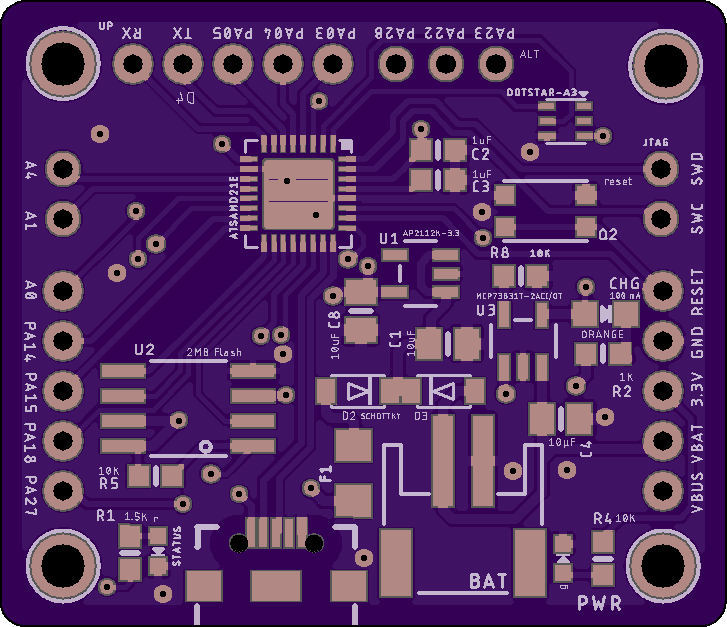 UP
RX
TX
PA05
PA04
PA03
PA28
PA22
PA23
ALT
D4
DOTSTAR-A3
1uF
C2
1uF
C3
JTAG
SWD
SWC
reset
Q2
A4
A1
ATSAMD21E
U1
AP2112K-3.3
R8
10K
MCP73831T-2ACI/OT
U3
CHG
100 mA
ORANGE
1K
R2
RESET
GND
3.3V
VBAT
VBUS
A0
PA14
PA15
PA18
PA27
U2
2MB Flash
C8
10uF
C1
10uF
D2
SCHOTTKY
D3
10µF
C4
10K
R5
F1
R1
1.5K
r
STATUS
BAT
R4
10K
PWR